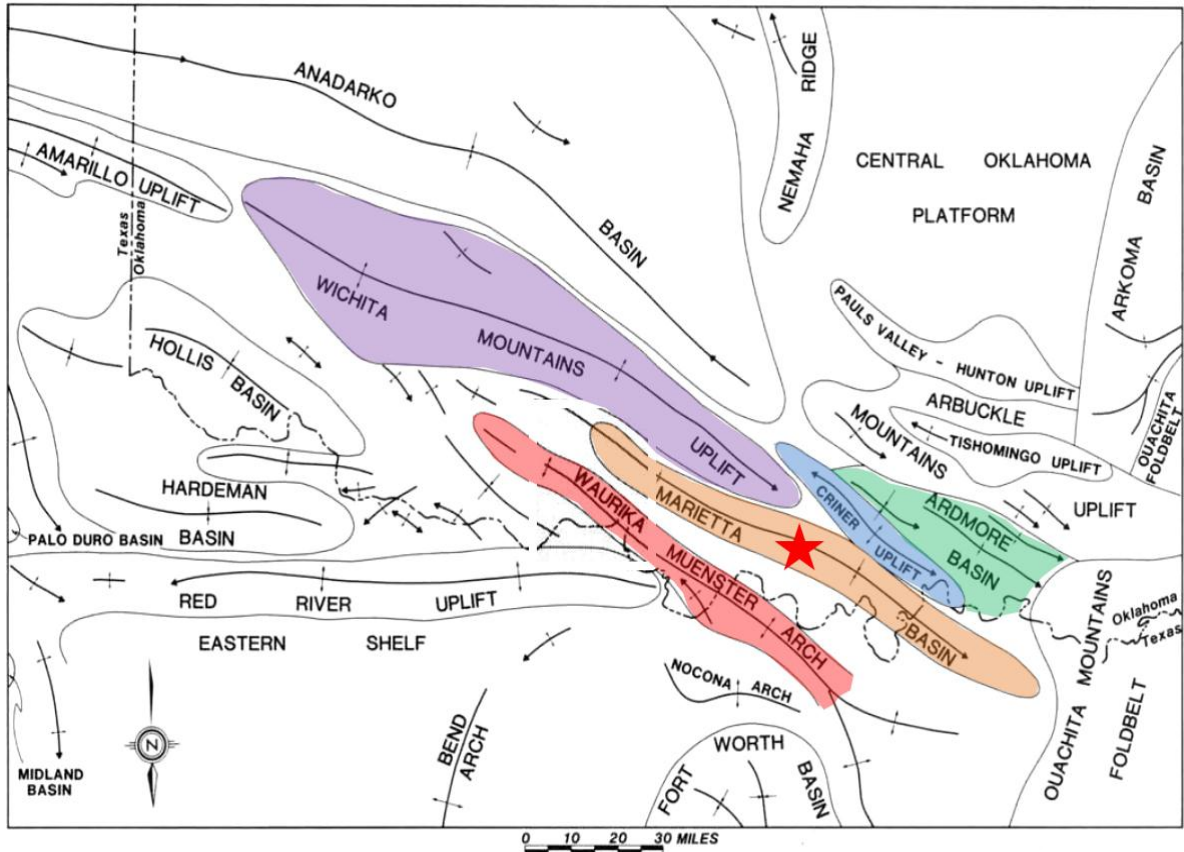 ANADARKO
BASIN
AMARILLO UPLIFT
Texas
Oklahoma
NEMAHA RIDGE
CENTRAL OKLAHOMA
PLATFORM
ARKOMA BASIN
WICHITA
MOUNTAINS
UPLIFT
HOLLIS BASIN
PAULS VALLEY - HUNTON UPLIFT
ARBUCKLE
MOUNTAINS
TISHOMINGO UPLIFT
UPLIFT
OUACHITA
FOLDBELT
HARDEMAN
BASIN
PALO DURO BASIN
WAURIKA
MUENSTER
ARCH
MARIETTA
BASIN
CRINER
UPLIFT
ARDMORE
BASIN
RED RIVER UPLIFT
EASTERN SHELF
Oklahoma
Texas
OUACHITA MOUNTAINS
FOLDBELT
NOCONA ARCH
BEND
ARCH
FORT
WORTH
BASIN
N
MIDLAND
BASIN
0 10 20 30 MILES